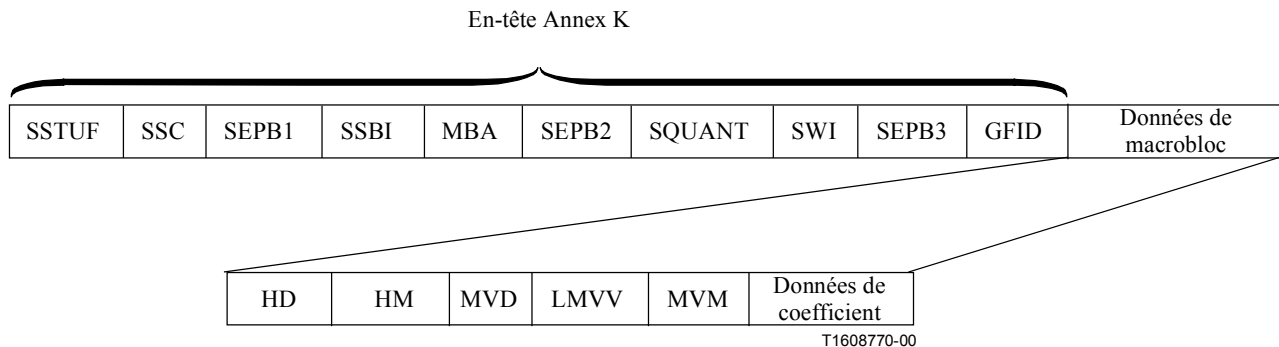 En-tête Annex K
SSTUF SSC SEPB1 SSBI MBA SEPB2 SQUANT SWI SEPB3 GFID Données de
macrobloc
HD HM MVD LMVV MVM Données de
coefficient
T1608770-00